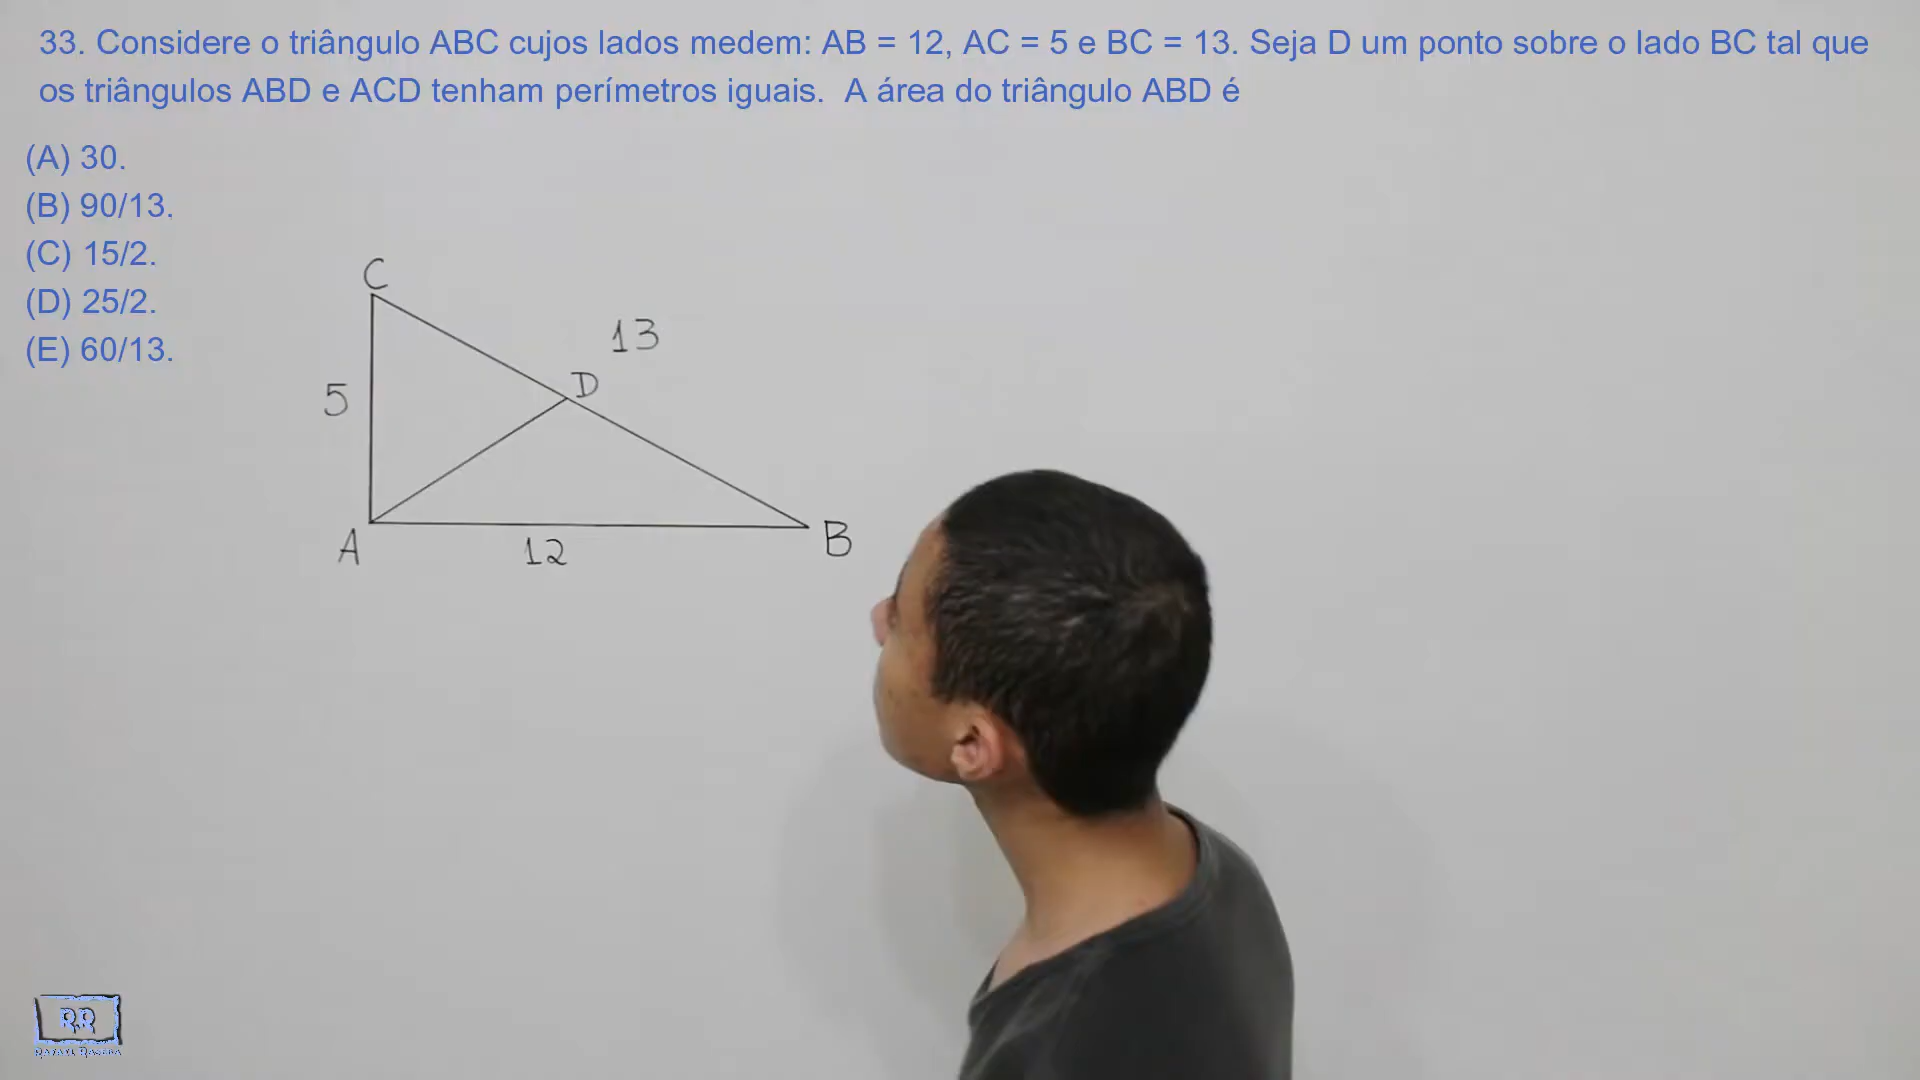 33. Considere o triângulo ABC cujos lados medem: AB = 12, AC = 5 e BC = 13. Seja D um ponto sobre o lado BC tal que
os triângulos ABD e ACD tenham perímetros iguais.  A área do triângulo ABD é
(A) 30.
(B) 90/13.
(C) 15/2.
(D) 25/2.
(E) 60/13.
C
13
D
5
A
12
B
RR